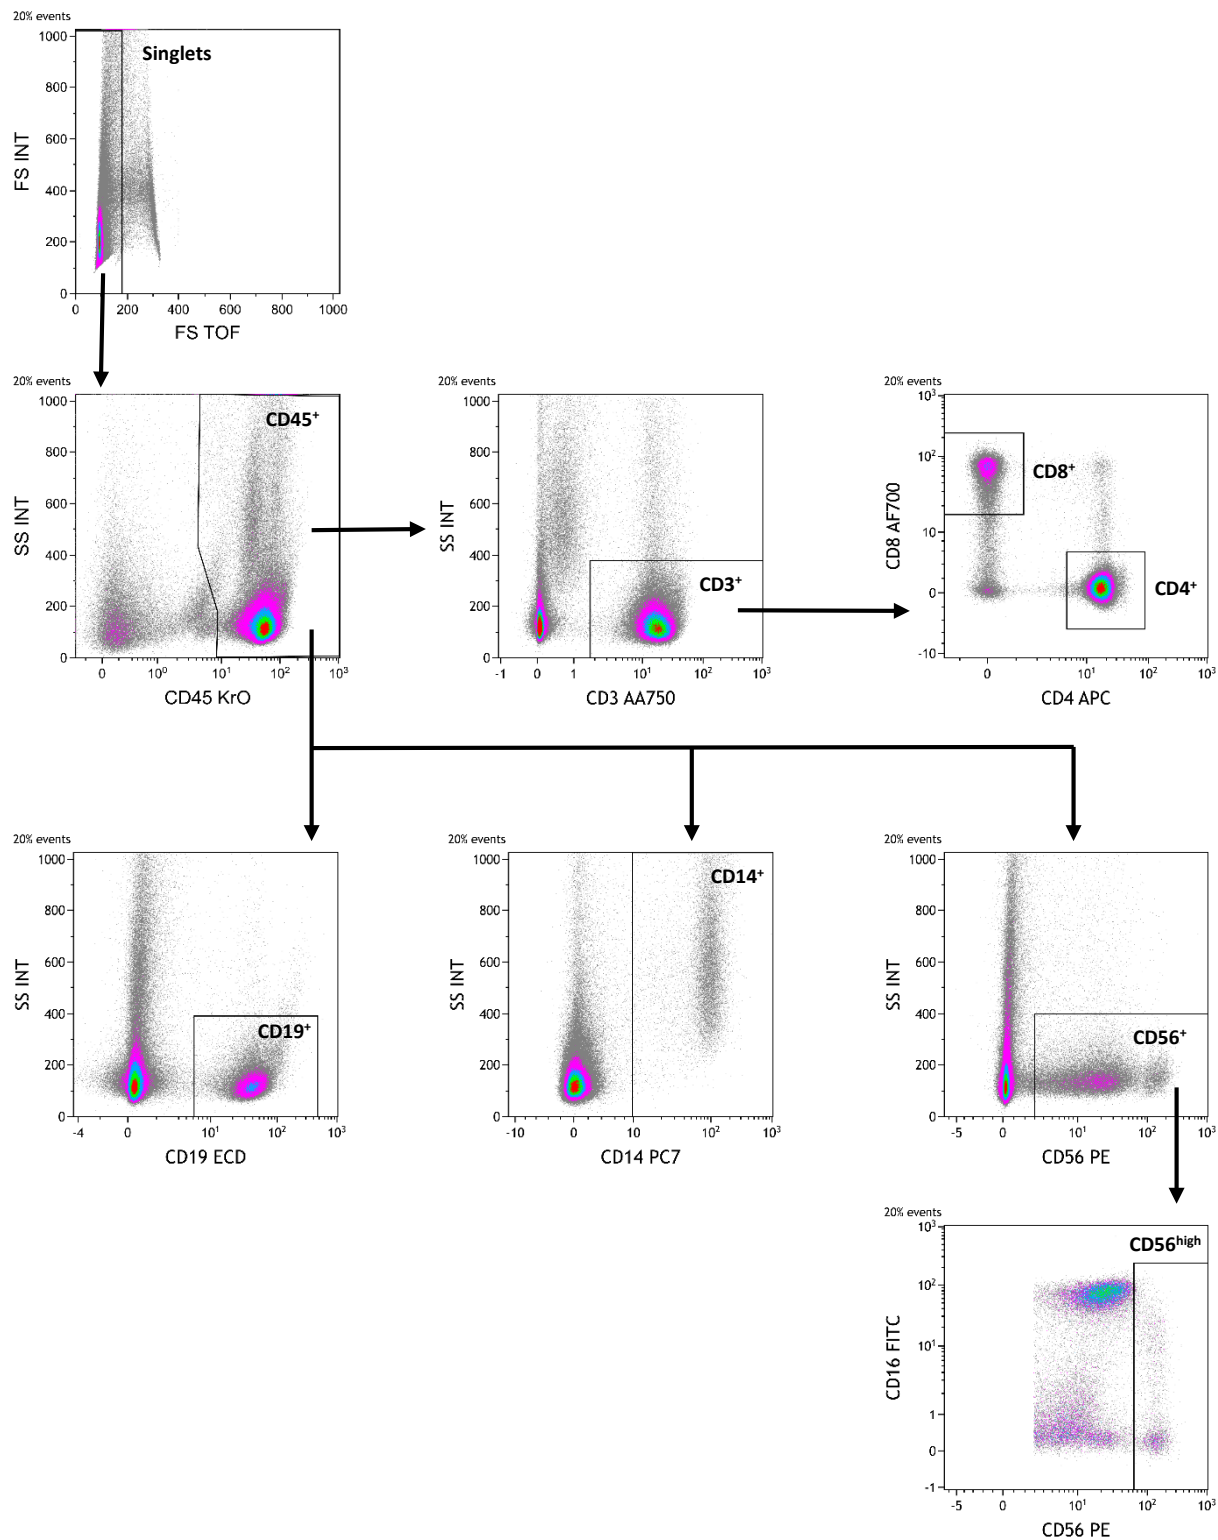 20% events
1000
800
600
400
200
0
FS INT
Singlets
0 200 400 600 800 1000
FS TOF
20% events
1000
800
600
400
200
0
SS INT
CD45⁺
0 10⁰ 10¹ 10² 10³
CD45 KrO
20% events
1000
800
600
400
200
0
SS INT
CD3⁺
-1 0 1 10² 10³
CD3 AA750
20% events
10³
10²
10
0
-10
CD8 AF700
CD8⁺
CD4⁺
0 10¹ 10² 10³
CD4 APC
20% events
1000
800
600
400
200
0
SS INT
CD19⁺
-4 0 10¹ 10² 10³
CD19 ECD
20% events
1000
800
600
400
200
0
SS INT
CD14⁺
-10 0 10 10² 10³
CD14 PC7
20% events
1000
800
600
400
200
0
SS INT
CD56⁺
-5 0 10¹ 10² 10³
CD56 PE
20% events
10³
10²
10¹
1
0
-1
CD16 FITC
CD56ʰⁱᵍʰ
-5 0 10¹ 10² 10³
CD56 PE